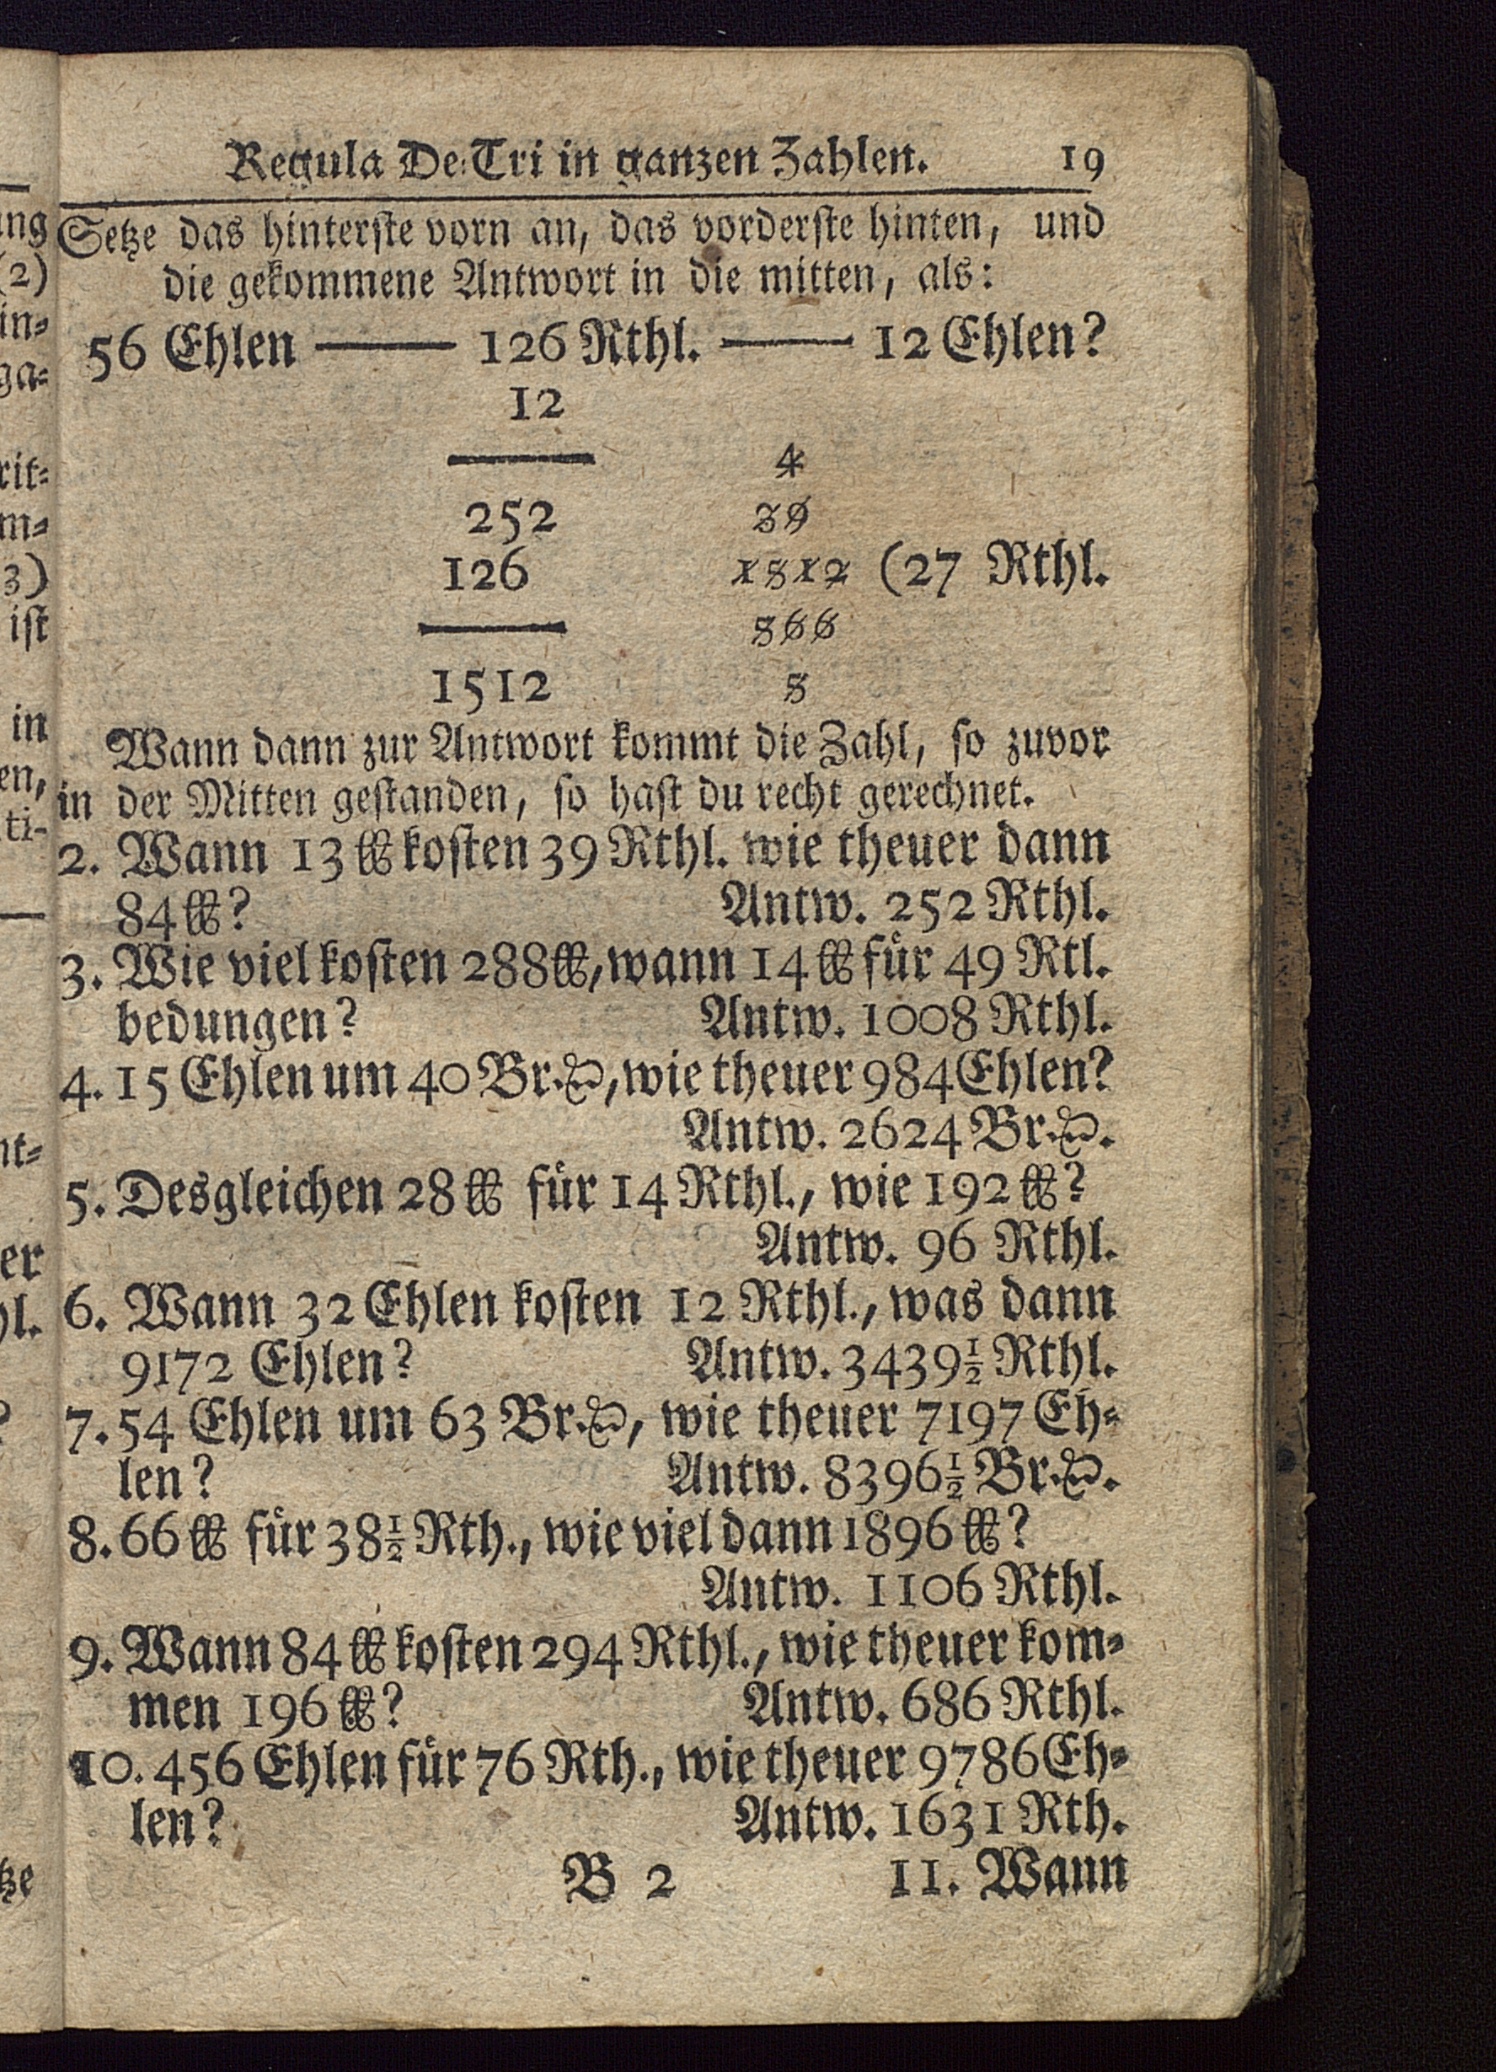 Regula De-Tri in ganzen Zahlen. 19
Setze das hinterste vorn an, das vorderste hinten, und
die gekommene Antwort in die mitten, als:
56 Ehlen —— 126 Rthl. —— 12 Ehlen?
12
4
252 39
126 1512 (27 Rthl.
566
1512 5
Wann dann zur Antwort kommt die Zahl, so zuvor
in der Mitten gestanden, so hast du recht gerechnet.
2. Wann 13 ℔ kosten 39 Rthl. wie theuer dann
84 ℔? Antw. 252 Rthl.
3. Wie viel kosten 288 ℔, wann 14 ℔ für 49 Rtl.
bedungen? Antw. 1008 Rthl.
4. 15 Ehlen um 40 Br. , wie theuer 984 Ehlen?
Antw. 2624 Br. .
5. Desgleichen 28 ℔ für 14 Rthl., wie 192 ℔?
Antw. 96 Rthl.
6. Wann 32 Ehlen kosten 12 Rthl., was dann
9172 Ehlen? Antw. 3439½ Rthl.
7. 54 Ehlen um 63 Br. , wie theuer 7197 Eh-
len? Antw. 8396½ Br. .
8. 66 ℔ für 38½ Rth., wie viel dann 1896 ℔?
Antw. 1106 Rthl.
9. Wann 84 ℔ kosten 294 Rthl., wie theuer kom-
men 196 ℔? Antw. 686 Rthl.
10. 456 Ehlen für 76 Rth., wie theuer 9786 Eh-
len? Antw. 1631 Rth.
B 2 11. Wann